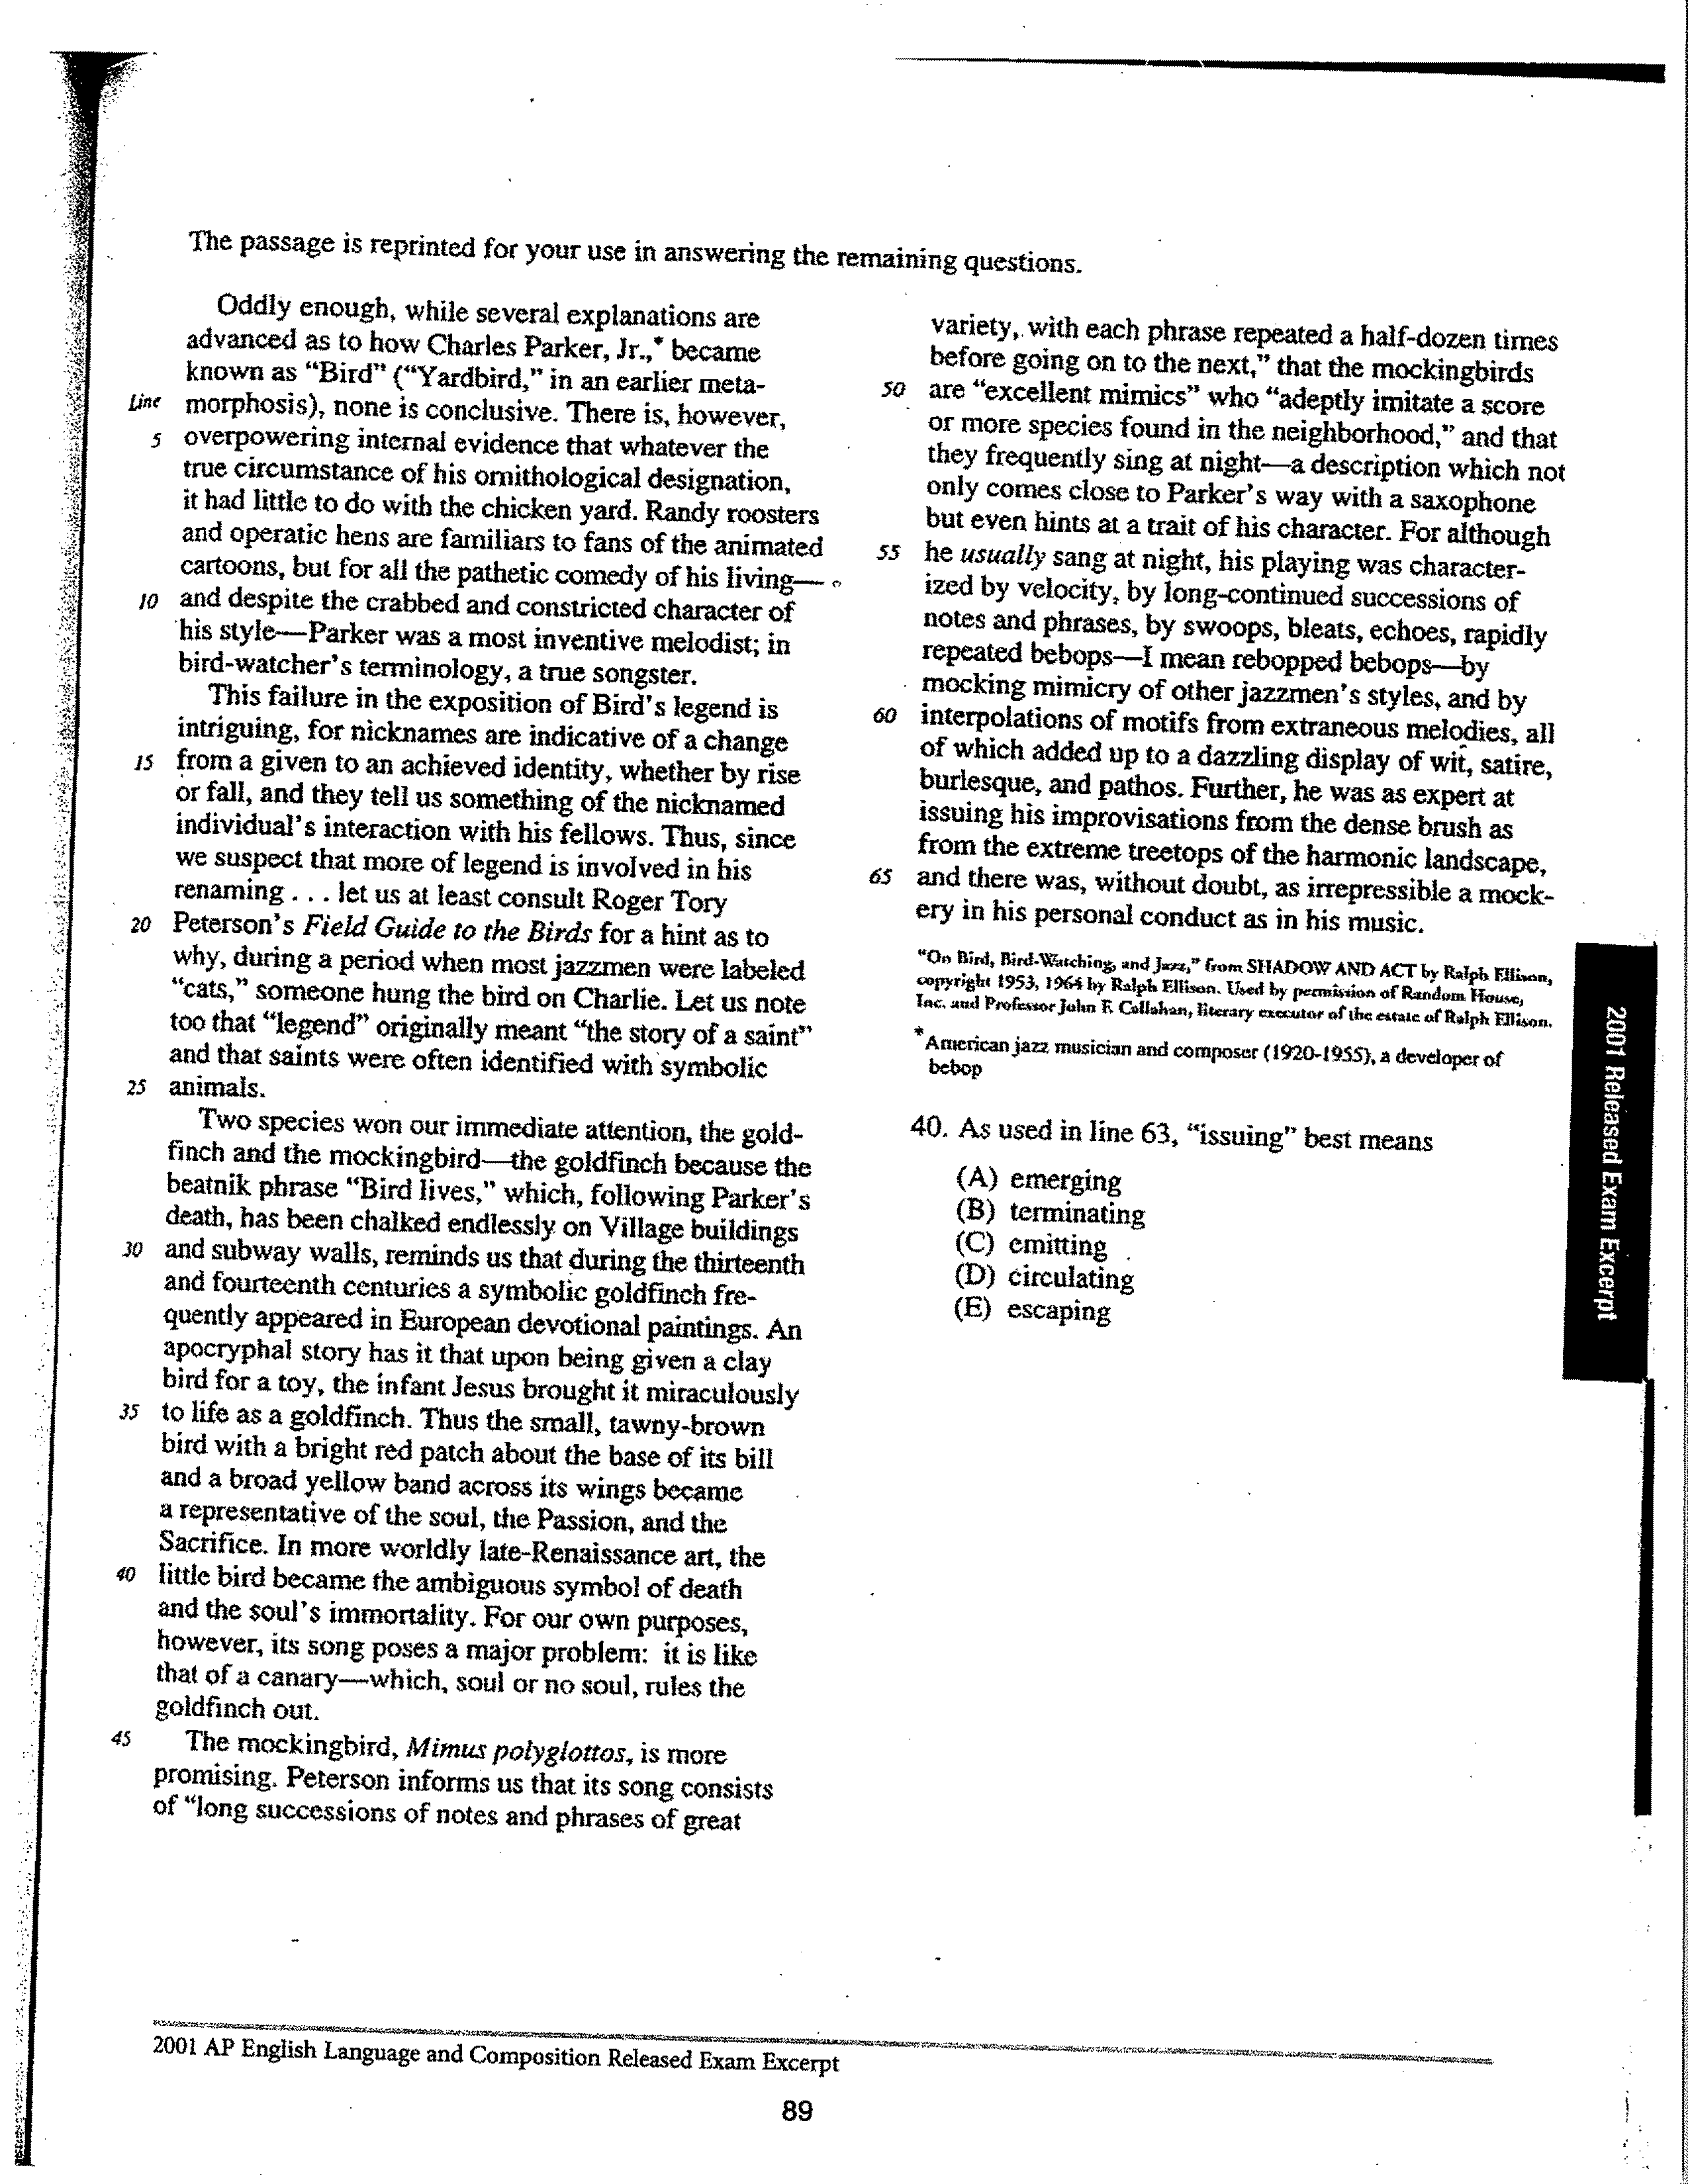 The passage is reprinted for your use in answering the remaining questions.
Oddly enough, while several explanations are
advanced as to how Charles Parker, Jr.,* became
known as “Bird” (“Yardbird,” in an earlier meta-
Line morphosis), none is conclusive. There is, however,
5 overpowering internal evidence that whatever the
true circumstance of his ornithological designation,
it had little to do with the chicken yard. Randy roosters
and operatic hens are familiars to fans of the animated
cartoons, but for all the pathetic comedy of his living—
10 and despite the crabbed and constricted character of
his style—Parker was a most inventive melodist; in
bird-watcher’s terminology, a true songster.
This failure in the exposition of Bird’s legend is
intriguing, for nicknames are indicative of a change
15 from a given to an achieved identity, whether by rise
or fall, and they tell us something of the nicknamed
individual’s interaction with his fellows. Thus, since
we suspect that more of legend is involved in his
renaming . . . let us at least consult Roger Tory
20 Peterson’s Field Guide to the Birds for a hint as to
why, during a period when most jazzmen were labeled
“cats,” someone hung the bird on Charlie. Let us note
too that “legend” originally meant “the story of a saint”
and that saints were often identified with symbolic
25 animals.
Two species won our immediate attention, the gold-
finch and the mockingbird—the goldfinch because the
beatnik phrase “Bird lives,” which, following Parker’s
death, has been chalked endlessly on Village buildings
30 and subway walls, reminds us that during the thirteenth
and fourteenth centuries a symbolic goldfinch fre-
quently appeared in European devotional paintings. An
apocryphal story has it that upon being given a clay
bird for a toy, the infant Jesus brought it miraculously
35 to life as a goldfinch. Thus the small, tawny-brown
bird with a bright red patch about the base of its bill
and a broad yellow band across its wings became
a representative of the soul, the Passion, and the
Sacrifice. In more worldly late-Renaissance art, the
40 little bird became the ambiguous symbol of death
and the soul’s immortality. For our own purposes,
however, its song poses a major problem: it is like
that of a canary—which, soul or no soul, rules the
goldfinch out.
45 The mockingbird, Mimus polyglottos, is more
promising. Peterson informs us that its song consists
of “long successions of notes and phrases of great
variety, with each phrase repeated a half-dozen times
before going on to the next,” that the mockingbirds
50 are “excellent mimics” who “adeptly imitate a score
or more species found in the neighborhood,” and that
they frequently sing at night—a description which not
only comes close to Parker’s way with a saxophone
but even hints at a trait of his character. For although
55 he usually sang at night, his playing was character-
ized by velocity, by long-continued successions of
notes and phrases, by swoops, bleats, echoes, rapidly
repeated bebops—I mean rebopped bebops—by
mocking mimicry of other jazzmen’s styles, and by
60 interpolations of motifs from extraneous melodies, all
of which added up to a dazzling display of wit, satire,
burlesque, and pathos. Further, he was as expert at
issuing his improvisations from the dense brush as
from the extreme treetops of the harmonic landscape,
65 and there was, without doubt, as irrepressible a mock-
ery in his personal conduct as in his music.
“On Bird, Bird-Watching, and Jazz,” from SHADOW AND ACT by Ralph Ellison,
copyright 1953, 1964 by Ralph Ellison. Used by permission of Random House,
Inc. and Professor John F. Callahan, literary executor of the estate of Ralph Ellison.
* American jazz musician and composer (1920-1955), a developer of
bebop
40. As used in line 63, “issuing” best means
(A) emerging
(B) terminating
(C) emitting
(D) circulating
(E) escaping
2001 Released Exam Excerpt
2001 AP English Language and Composition Released Exam Excerpt
89